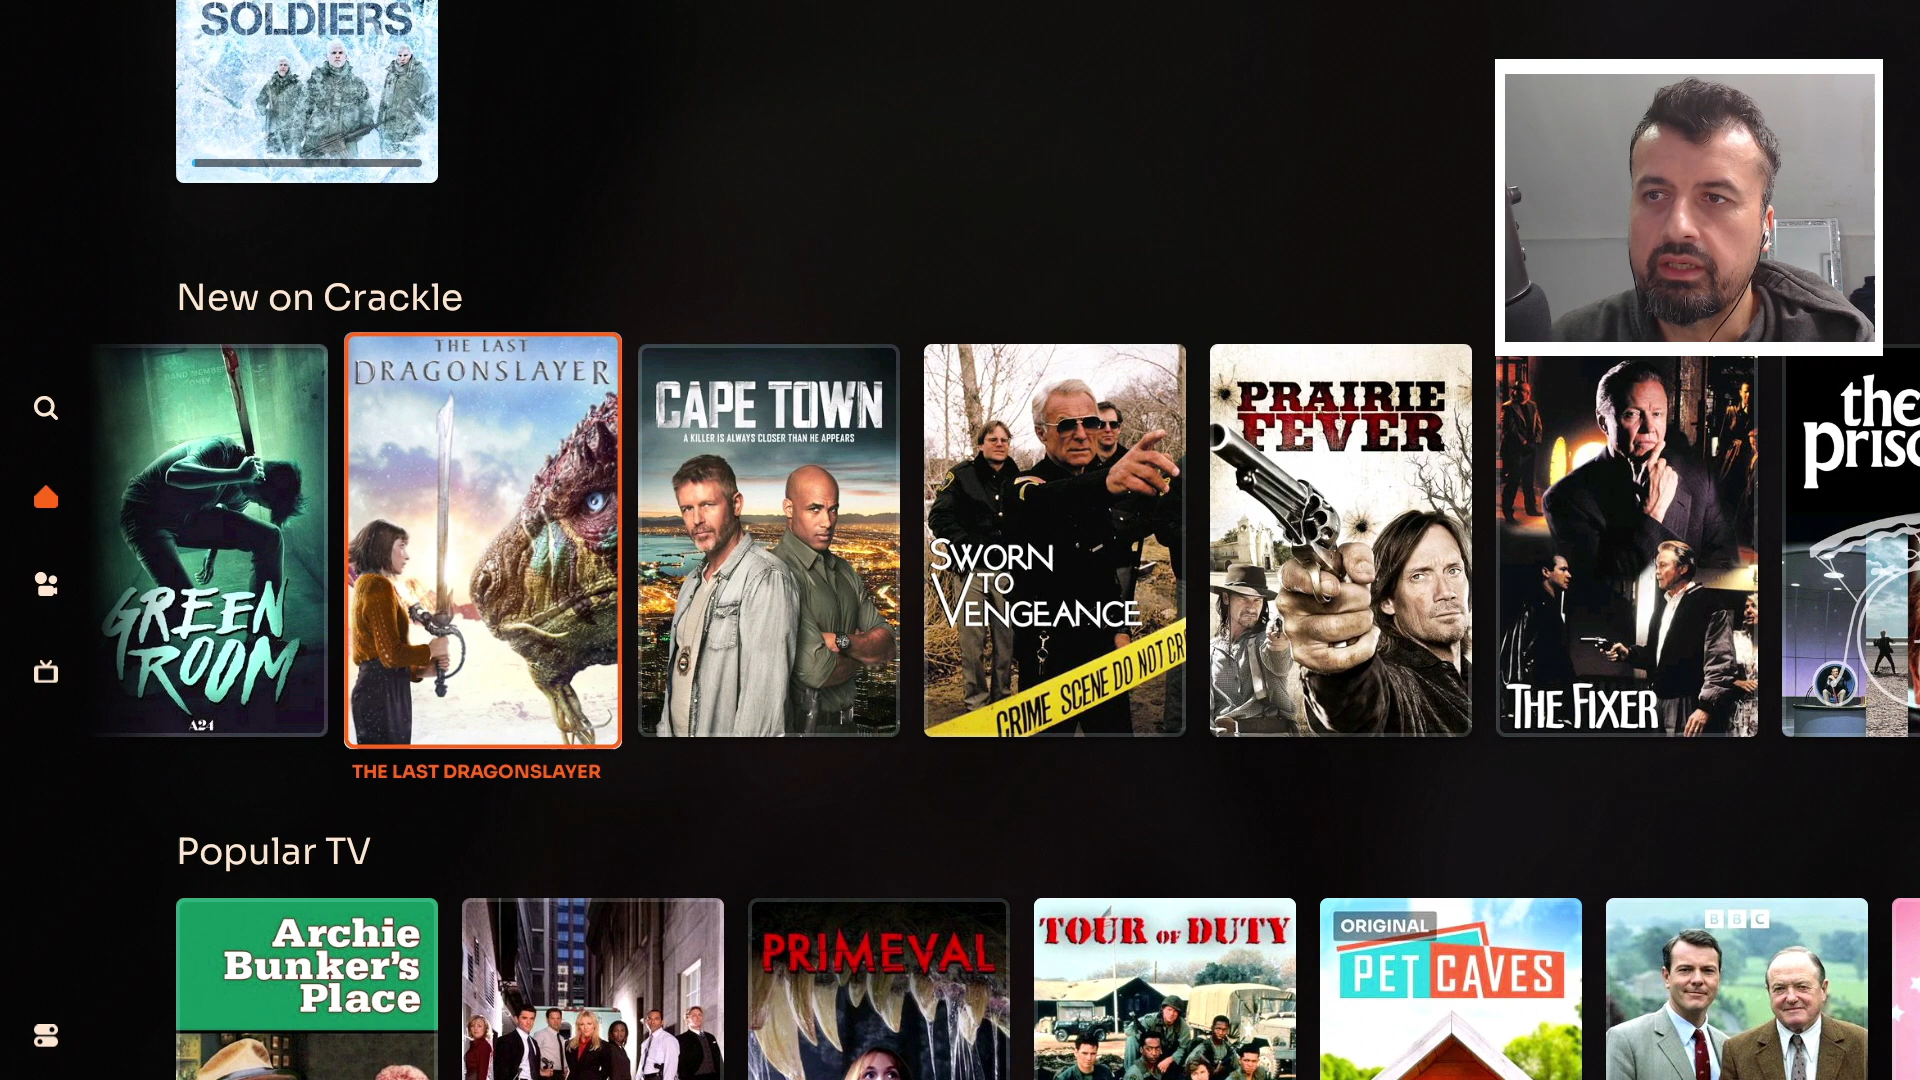 SOLDIERS
New on Crackle
GREEN
ROOM
A24
THE LAST
DRAGONSLAYER
CAPE TOWN
A KILLER IS ALWAYS CLOSER THAN HE APPEARS
SWORN
TO
VENGEANCE
CRIME SCENE DO NOT CR
PRAIRIE
FEVER
THE FIXER
the
priso
THE LAST DRAGONSLAYER
Popular TV
Archie
Bunker's
Place
PRIMEVAL
TOUR OF DUTY
ORIGINAL
PET CAVES
BBC